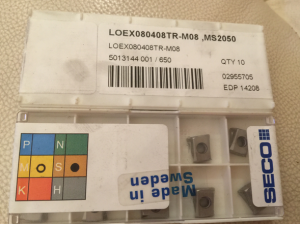 LOEX080408TR-M08 ,MS2050
LOEX080408TR-M08
5013144 001 / 650
QTY 10
02955705
EDP 14208
P N
M S
K H
Made in
Sweden
SECO